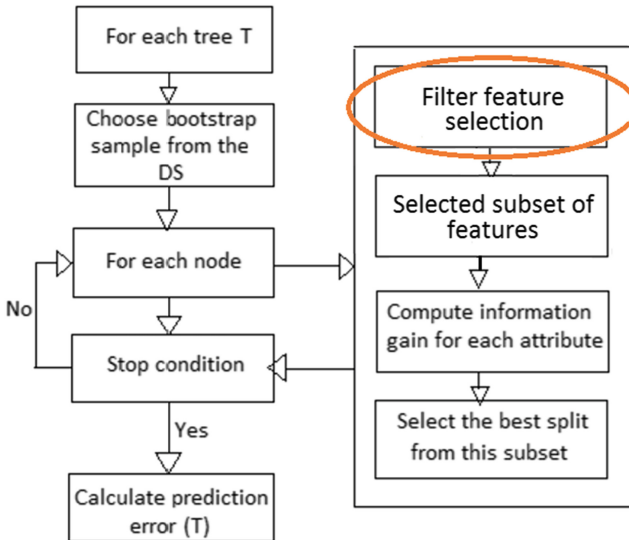 For each tree T
Choose bootstrap
sample from the
DS
For each node
No
Stop condition
Yes
Calculate prediction
error (T)
Filter feature
selection
Selected subset of
features
Compute information
gain for each attribute
Select the best split
from this subset